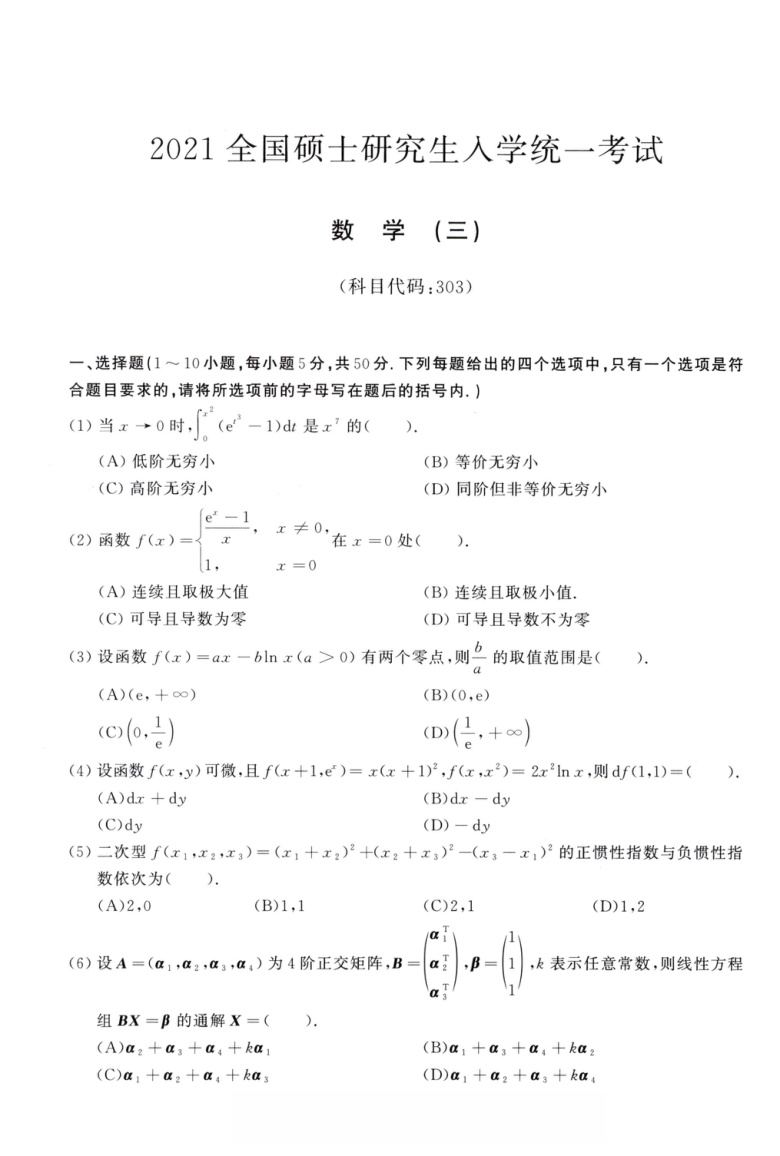 2021 全国硕士研究生入学统一考试
数 学 (三)
(科目代码:303)
一、选择题(1～10小题,每小题5分,共50分.下列每题给出的四个选项中,只有一个选项是符
合题目要求的,请将所选项前的字母写在题后的括号内.)
(1) 当 x→0 时,∫₀^{x²}(e^{t³}－1)dt 是 x⁷ 的(　　).
(A) 低阶无穷小 (B) 等价无穷小
(C) 高阶无穷小 (D) 同阶但非等价无穷小
(2) 函数 f(x)={(e^x－1)/x, x≠0, 1, x=0 在 x=0 处(　　).
(A) 连续且取极大值 (B) 连续且取极小值.
(C) 可导且导数为零 (D) 可导且导数不为零
(3) 设函数 f(x)=ax－bln x(a＞0) 有两个零点,则 b/a 的取值范围是(　　).
(A)(e,+∞) (B)(0,e)
(C)(0,1/e) (D)(1/e,+∞)
(4) 设函数 f(x,y) 可微,且 f(x+1,e^x)=x(x+1)²,f(x,x²)=2x²ln x,则 df(1,1)=(　　).
(A)dx+dy (B)dx－dy
(C)dy (D)－dy
(5) 二次型 f(x₁,x₂,x₃)=(x₁+x₂)²+(x₂+x₃)²－(x₃－x₁)² 的正惯性指数与负惯性指
数依次为(　　).
(A)2,0 (B)1,1 (C)2,1 (D)1,2
(6) 设 A=(α₁,α₂,α₃,α₄) 为 4 阶正交矩阵,B=(α₁ᵀ α₂ᵀ α₃ᵀ),β=(1 1 1),k 表示任意常数,则线性方程
组 BX=β 的通解 X=(　　).
(A)α₂+α₃+α₄+kα₁ (B)α₁+α₃+α₄+kα₂
(C)α₁+α₂+α₄+kα₃ (D)α₁+α₂+α₃+kα₄